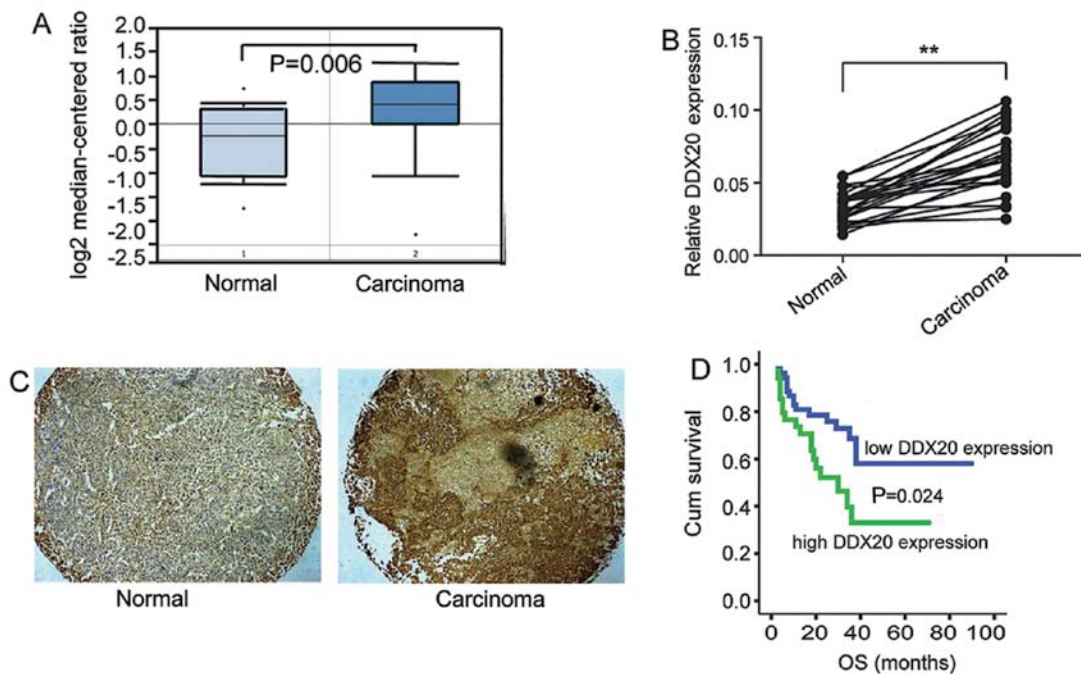 A
log2 median-centered ratio
2.0
1.5
1.0
0.5
0.0
-0.5
-1.0
-1.5
-2.0
-2.5
P=0.006
1
2
Normal
Carcinoma
B
Relative DDX20 expression
0.15
0.10
0.05
0.00
**
Normal
Carcinoma
C
Normal
Carcinoma
D
Cum survival
1.0
0.8
0.6
0.4
0.2
0.0
low DDX20 expression
P=0.024
high DDX20 expression
0 20 40 60 80 100
OS (months)